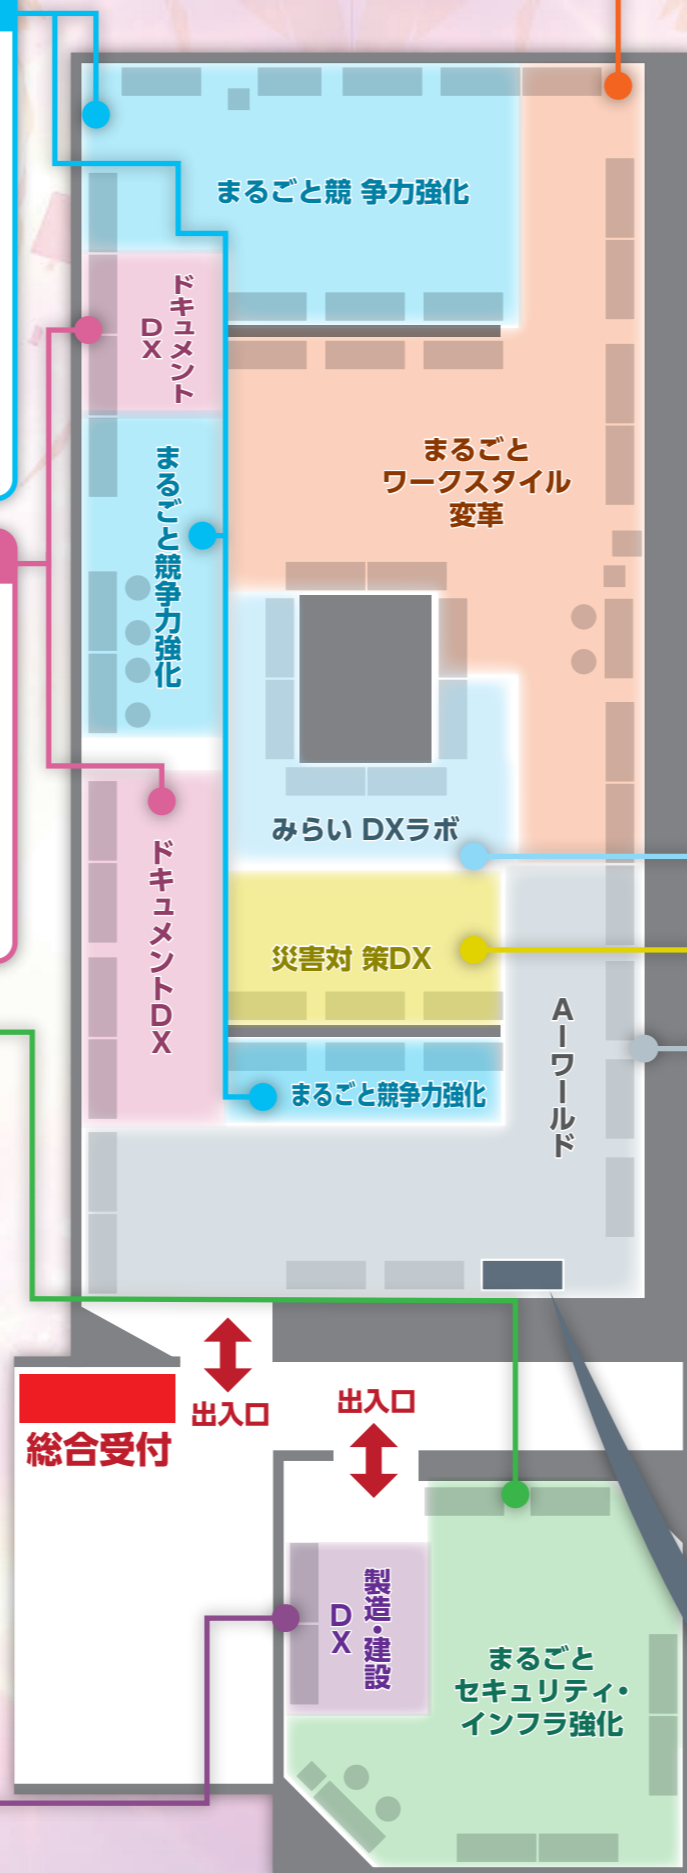 まるごと競 争力強化
ドキュメント
DX
まるごと
ワークスタイル
変革
まるごと競争力強化
みらい DXラボ
ドキュメントDX
災害対 策DX
AIワールド
まるごと競争力強化
出入口
出入口
総合受付
製造・建設
DX
まるごと
セキュリティ・
インフラ強化